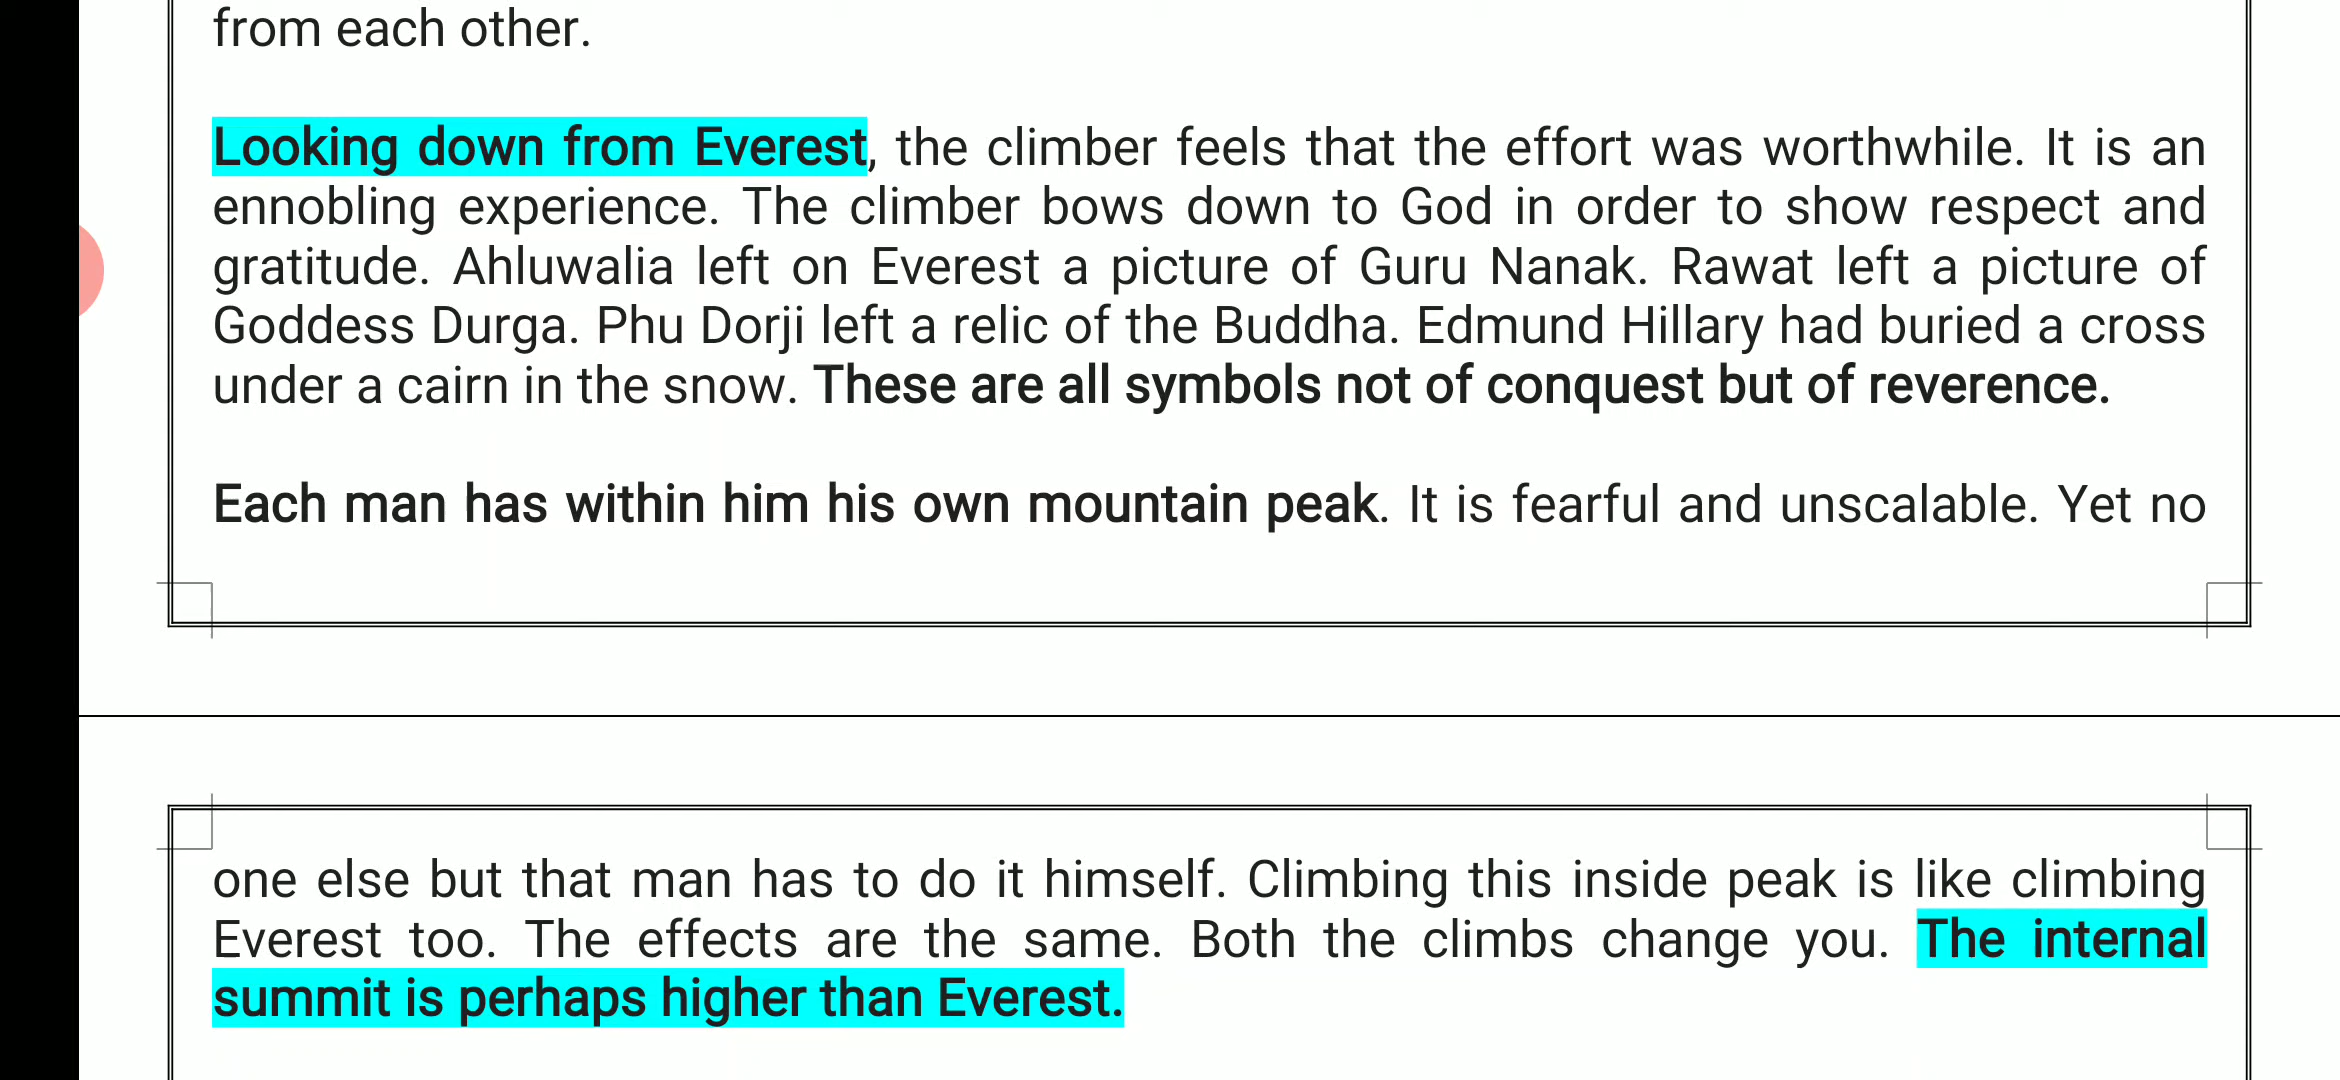 from each other.
Looking down from Everest, the climber feels that the effort was worthwhile. It is an
ennobling experience. The climber bows down to God in order to show respect and
gratitude. Ahluwalia left on Everest a picture of Guru Nanak. Rawat left a picture of
Goddess Durga. Phu Dorji left a relic of the Buddha. Edmund Hillary had buried a cross
under a cairn in the snow. These are all symbols not of conquest but of reverence.
Each man has within him his own mountain peak. It is fearful and unscalable. Yet no
one else but that man has to do it himself. Climbing this inside peak is like climbing
Everest too. The effects are the same. Both the climbs change you. The internal
summit is perhaps higher than Everest.